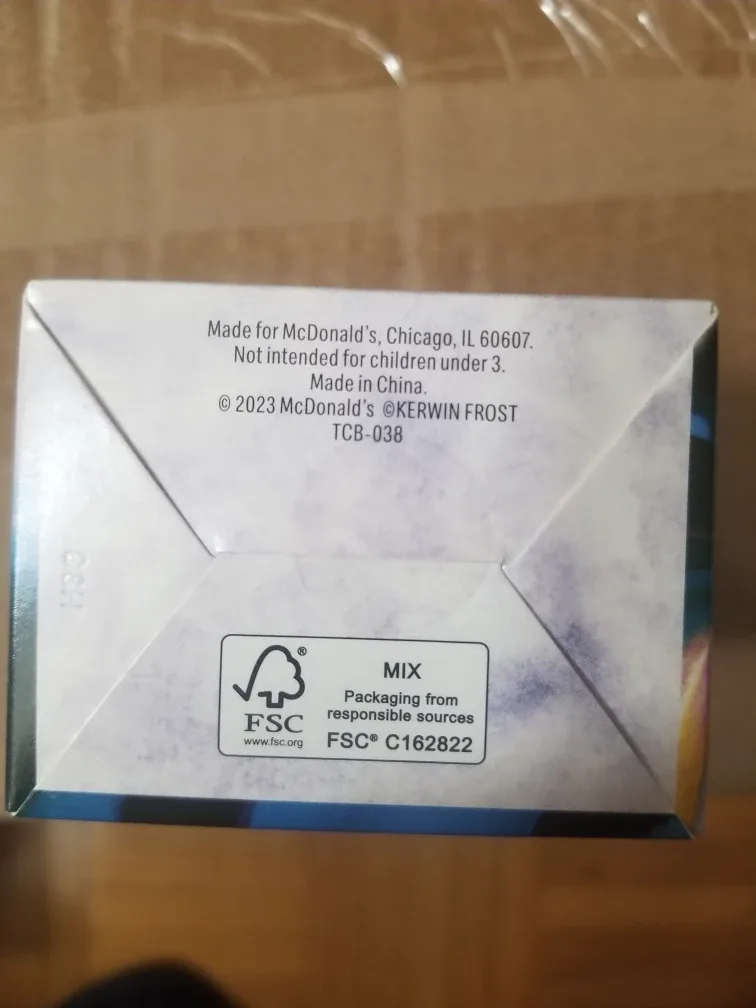 Made for McDonald's, Chicago, IL 60607.
Not intended for children under 3.
Made in China.
© 2023 McDonald's ©KERWIN FROST
TCB-038
®
FSC
www.fsc.org
MIX
Packaging from
responsible sources
FSC® C162822